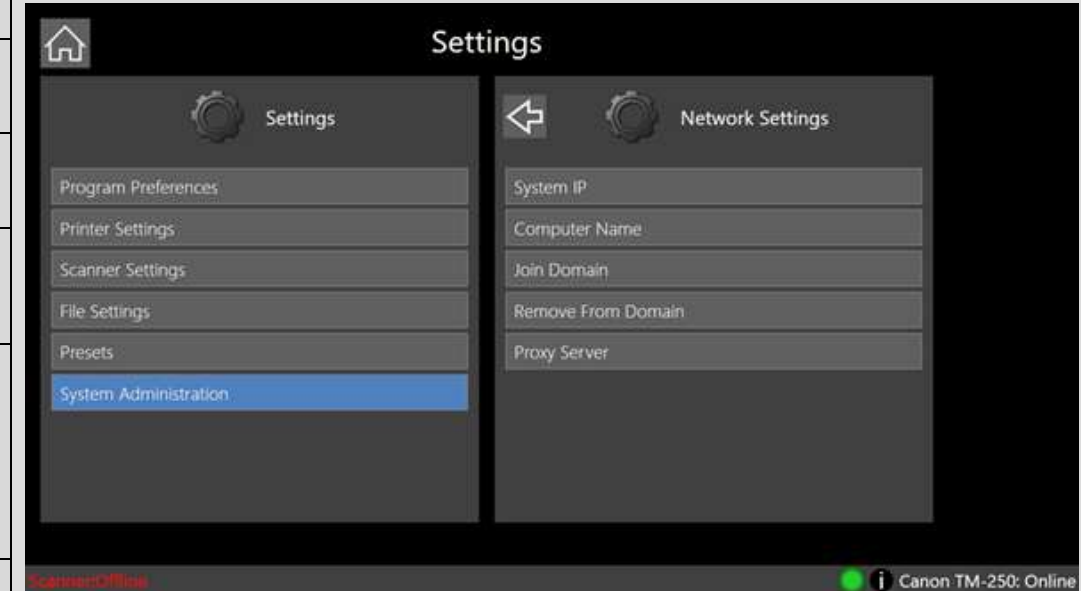 Settings
Settings
Program Preferences
Printer Settings
Scanner Settings
File Settings
Presets
System Administration
Network Settings
System IP
Computer Name
Join Domain
Remove From Domain
Proxy Server
Scanner:Offline
i Canon TM-250: Online